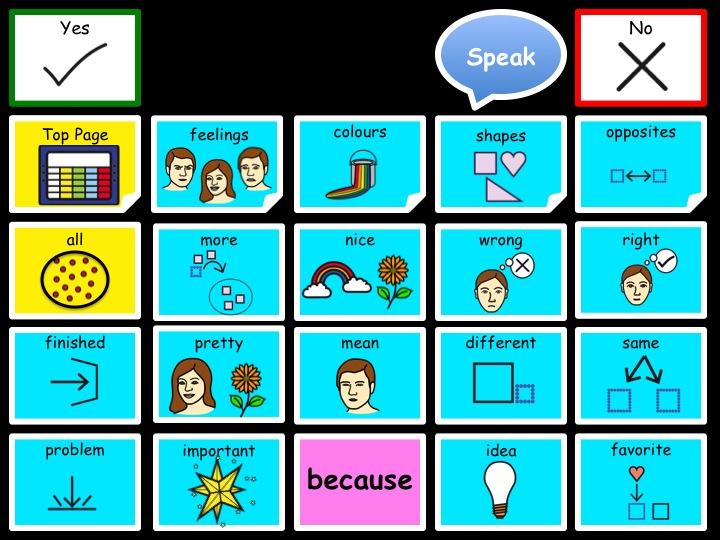 Yes
Speak
No
Top Page
feelings
colours
shapes
opposites
all
more
nice
wrong
right
finished
pretty
mean
different
same
problem
important
because
idea
favorite